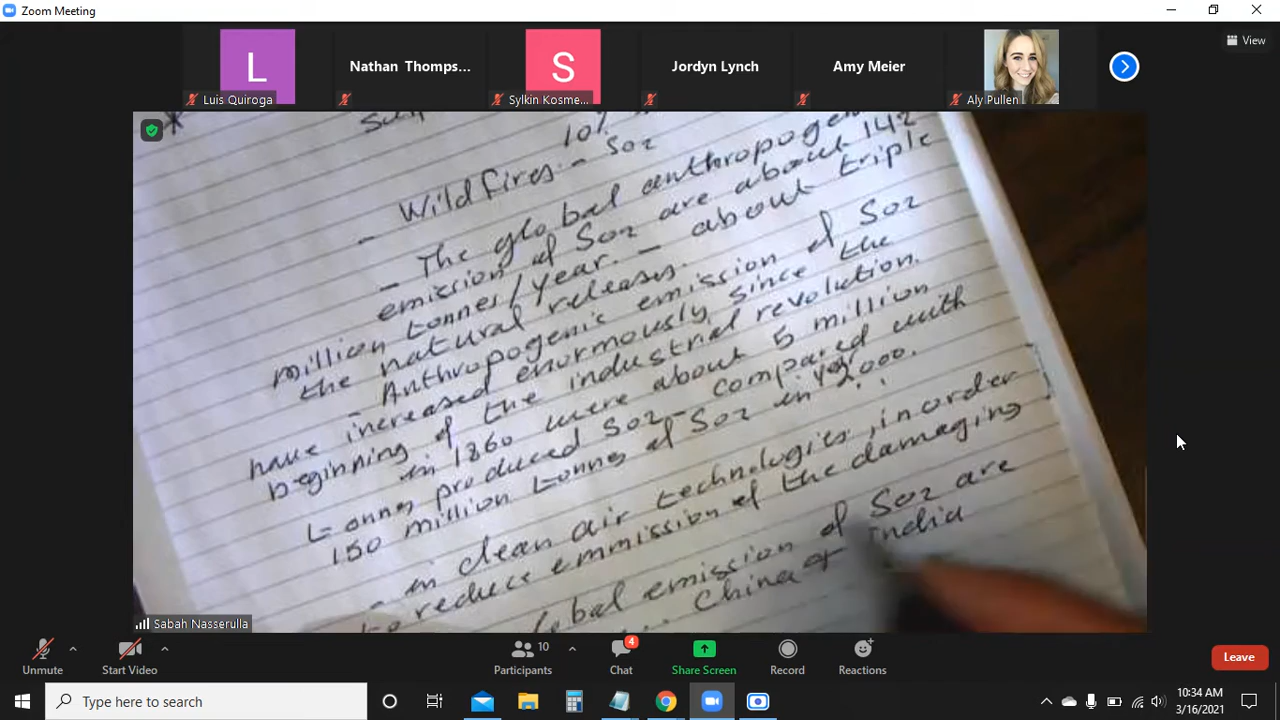 Zoom Meeting
View
L
Luis Quiroga
Nathan Thomps...
S
Sylkin Kosme...
Jordyn Lynch
Amy Meier
Aly Pullen
10%
- Wildfires - SO2
- The global anthropogen
emission of SO2 are about 142
million tonnes/year. - about triple
the natural releases.
- Anthropogenic emission of SO2
have increased enormously since the
beginning of the industrial revolution.
in 1860 were about 5 million
tonnes produced SO2 - compared with
150 million tonnes of SO2 in year 2000.
- in clean air technologies, in order
to reduce emmission of the damaging
lobal emission of SO2 are
China or India
Sabah Nasserulla
Unmute
Start Video
10
Participants
4
Chat
Share Screen
Record
Reactions
Leave
Type here to search
10:34 AM
3/16/2021